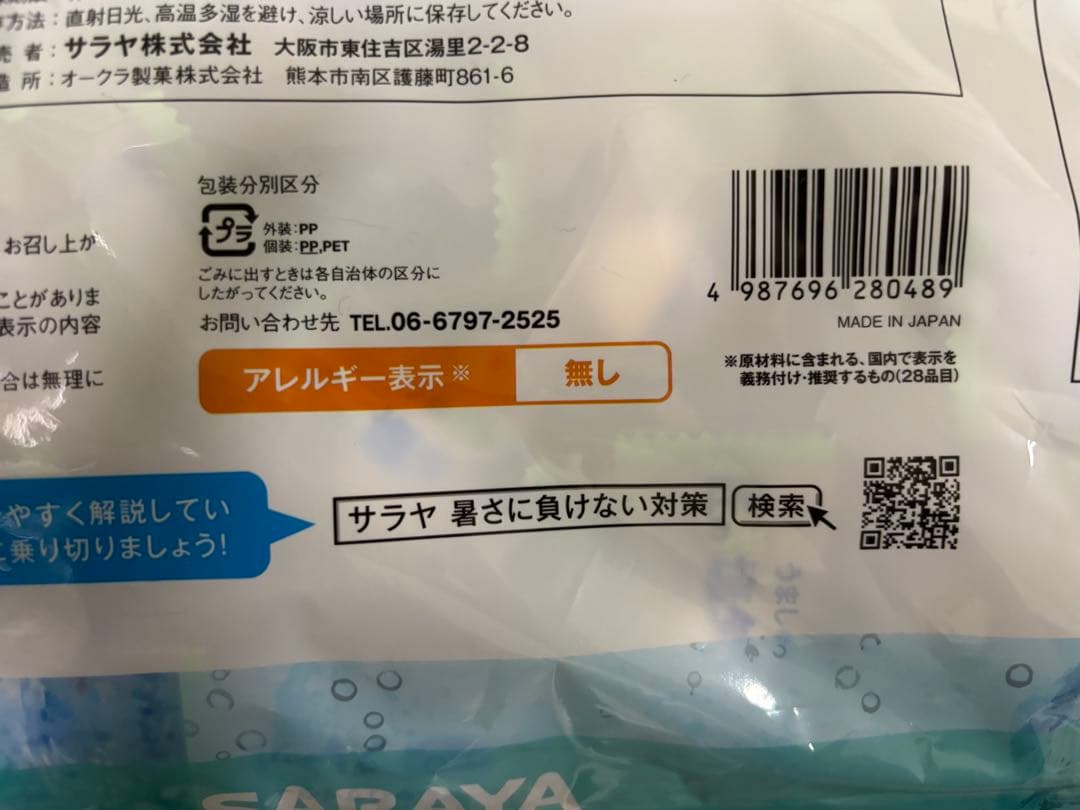 方法：直射日光、高温多湿を避け、涼しい場所に保存してください。
売者：サラヤ株式会社 大阪市東住吉区湯里2-2-8
造所：オークラ製菓株式会社 熊本市南区護藤町861-6
包装分別区分
プラ
外装：PP
個装：PP,PET
ごみに出すときは各自治体の区分に
したがってください。
お問い合わせ先 TEL.06-6797-2525
お召し上が
ことがありま
表示の内容
合は無理に
アレルギー表示※ 無し
4 987696 280489
MADE IN JAPAN
※原材料に含まれる、国内で表示を
義務付け・推奨するもの(28品目)
やすく解説してい
乗り切りましょう!
サラヤ 暑さに負けない対策 検索
SARAYA